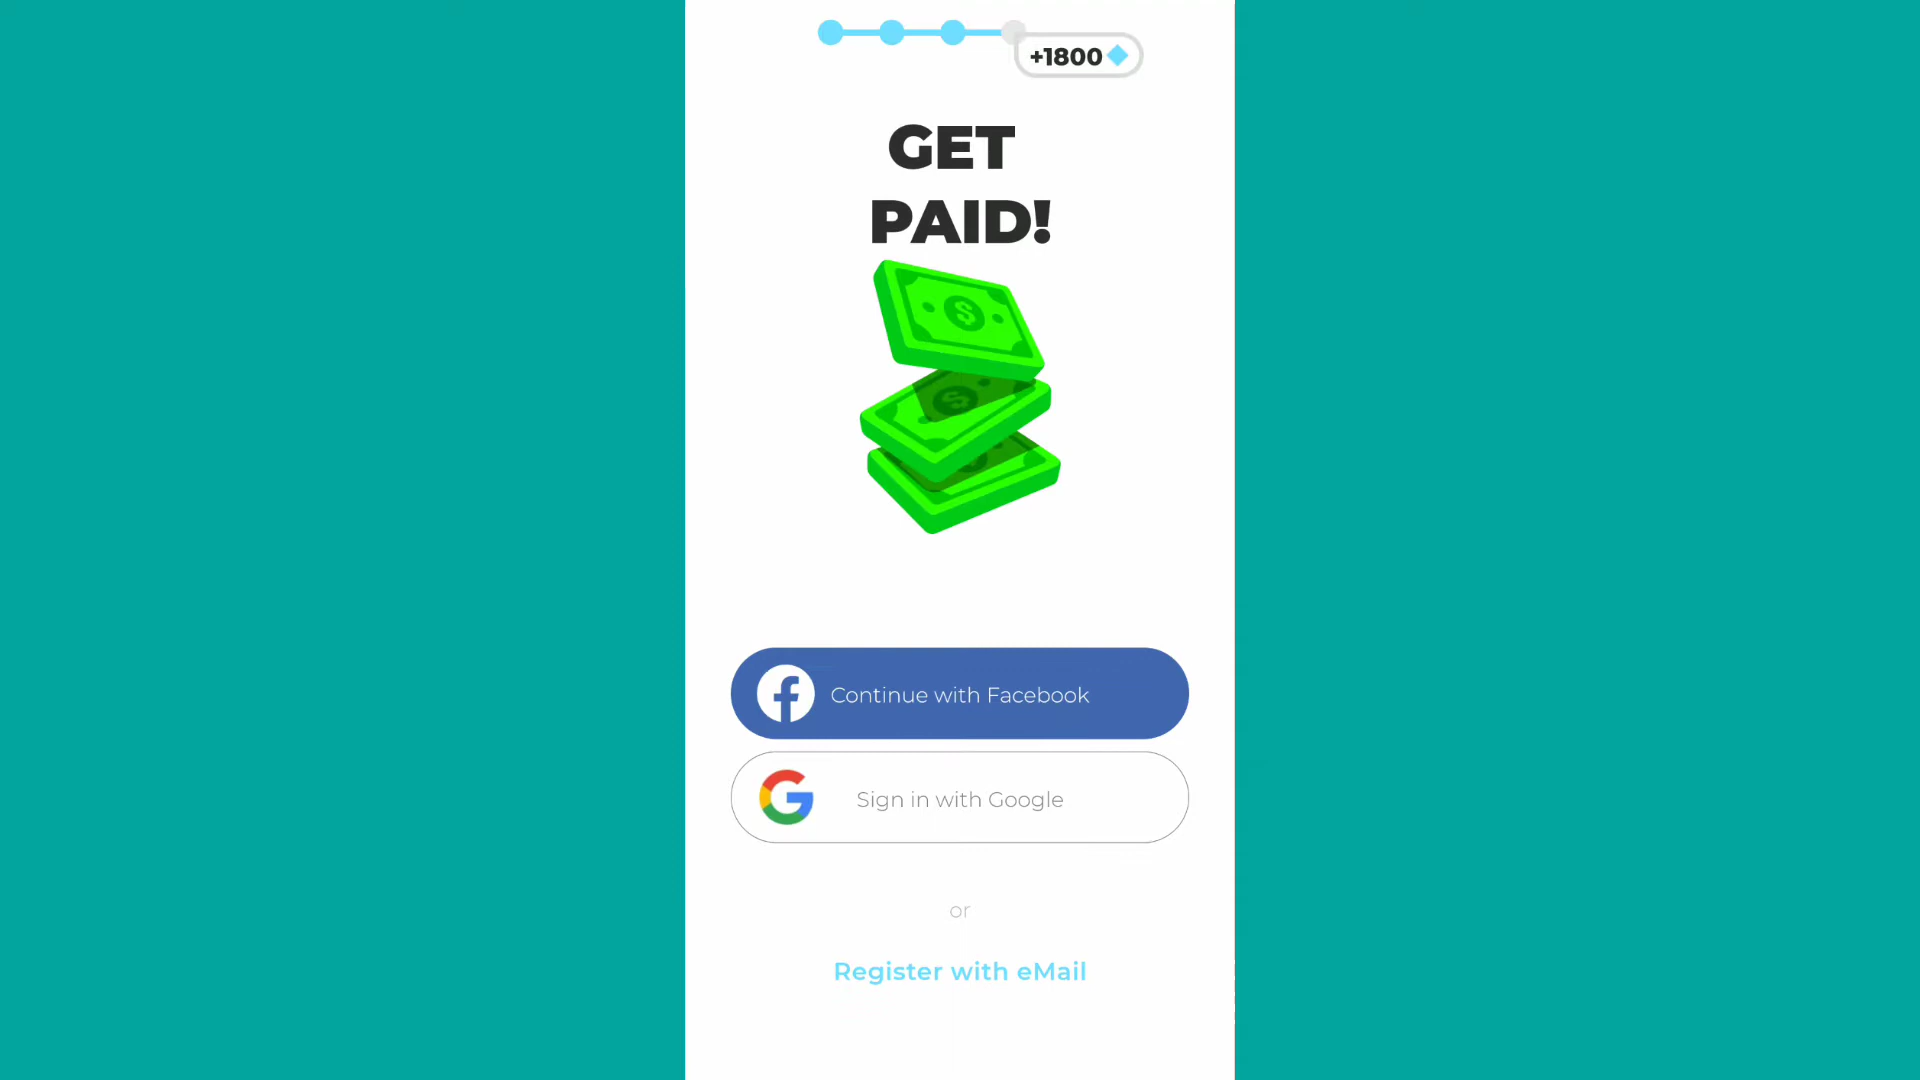 +1800
GET
PAID!
Continue with Facebook
Sign in with Google
or
Register with eMail